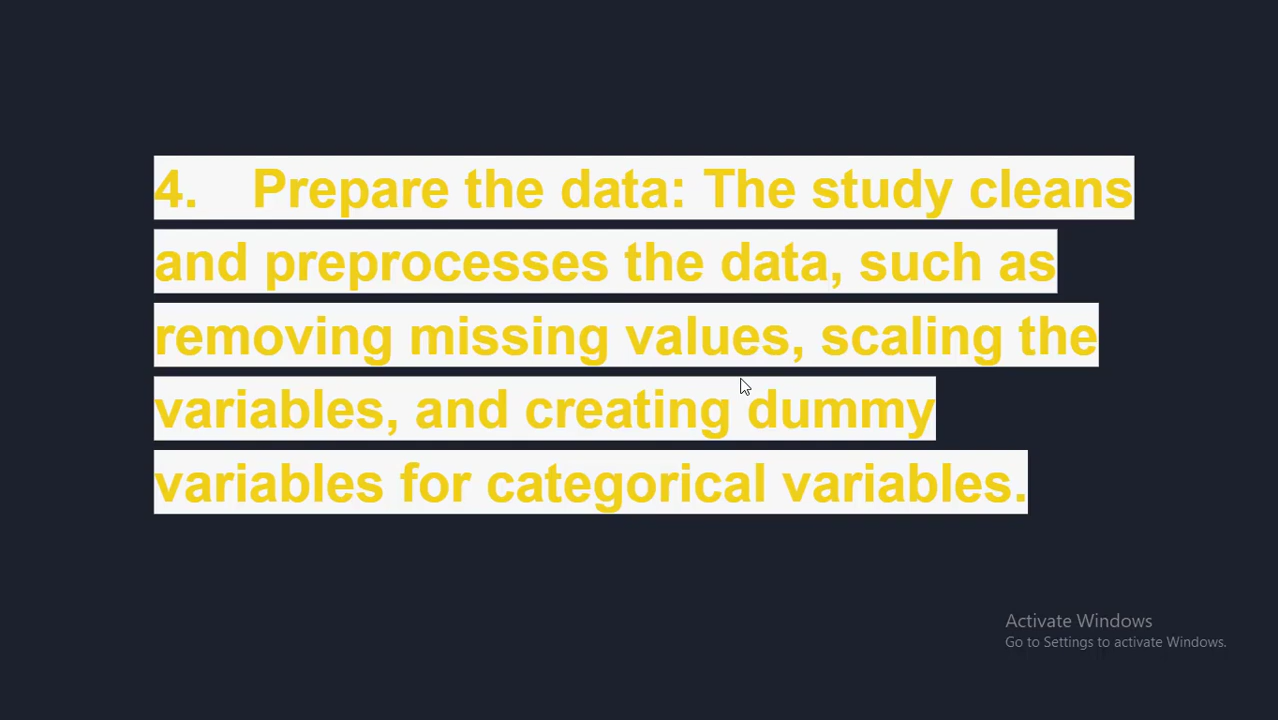 4. Prepare the data: The study cleans
and preprocesses the data, such as
removing missing values, scaling the
variables, and creating dummy
variables for categorical variables.
Activate Windows
Go to Settings to activate Windows.